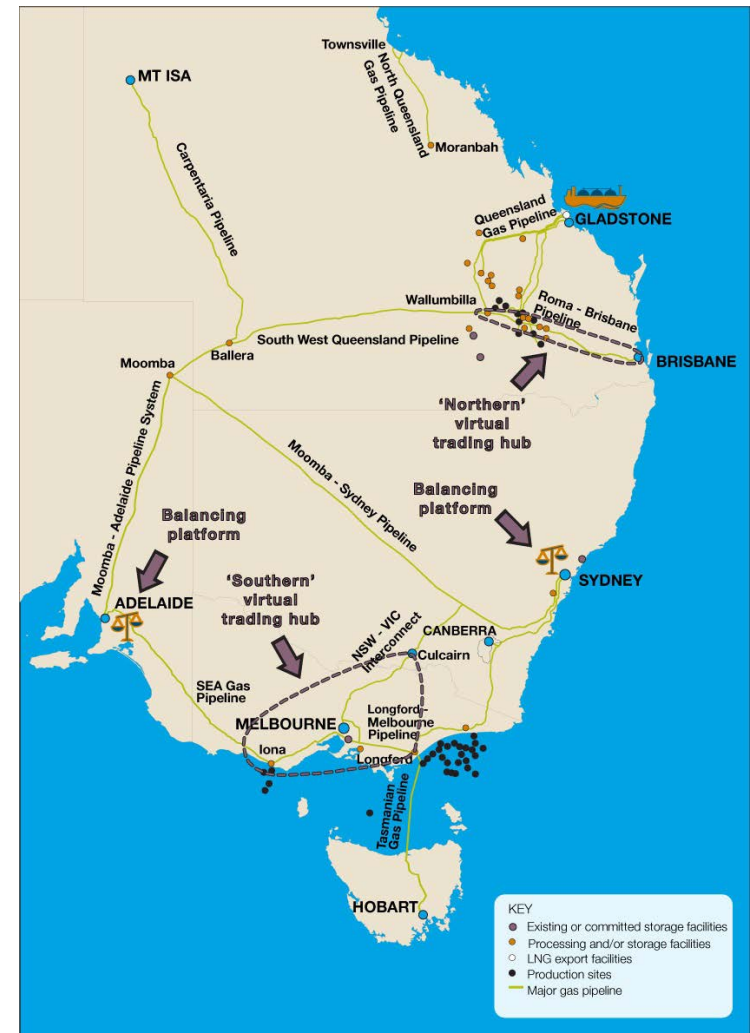 Townsville
North Queensland
Gas Pipeline
MT ISA
Moranbah
Carpentaria Pipeline
Queensland
Gas Pipeline
GLADSTONE
Wallumbilla
Roma - Brisbane
Pipeline
South West Queensland Pipeline
Ballera
Moomba
BRISBANE
'Northern'
virtual
trading hub
Moomba - Adelaide Pipeline System
Moomba - Sydney Pipeline
Balancing
platform
Balancing
platform
SYDNEY
'Southern'
virtual
trading hub
ADELAIDE
NSW - VIC
Interconnect
CANBERRA
Culcairn
SEA Gas
Pipeline
MELBOURNE
Longford -
Melbourne
Pipeline
Iona
Longford
Tasmanian
Gas Pipeline
HOBART
KEY
Existing or committed storage facilities
Processing and/or storage facilities
LNG export facilities
Production sites
Major gas pipeline